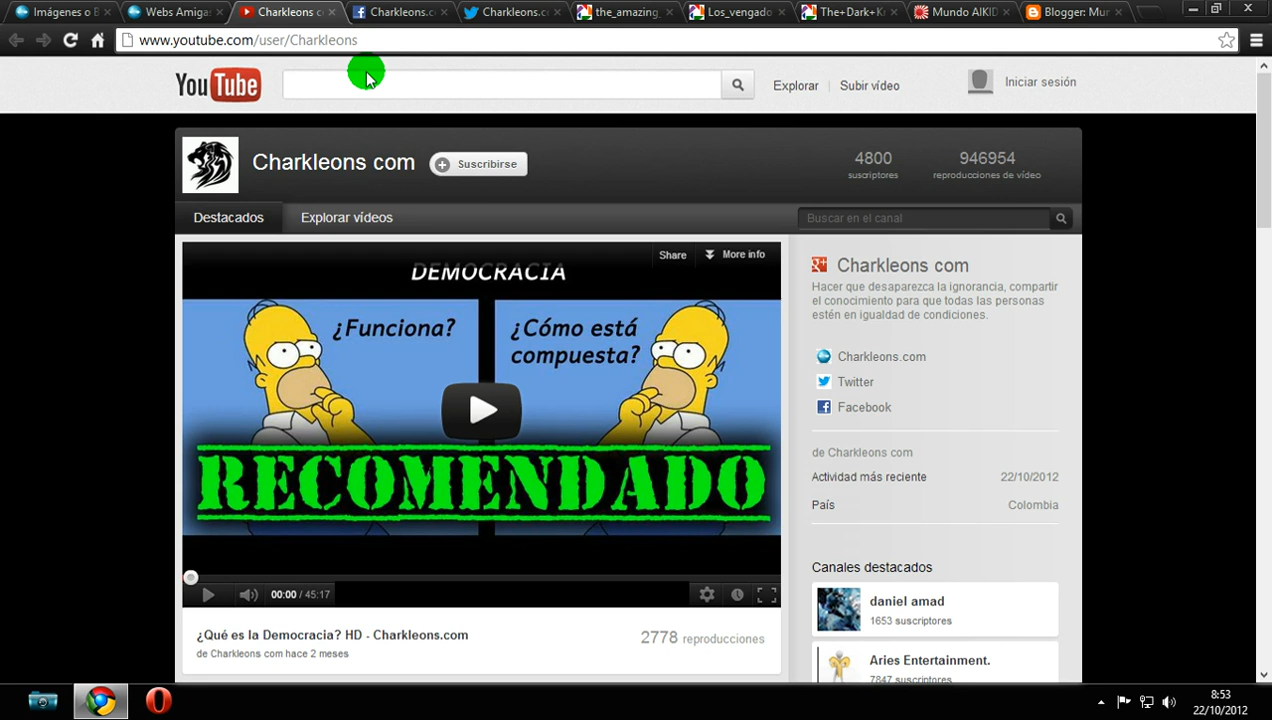 Imágenes o B
Webs Amigas
Charkleons c
Charkleons.c
Charkleons.c
the_amazing_
Los_vengado
The+Dark+K
Mundo AIKID
Blogger: Mur
www.youtube.com/user/Charkleons
YouTube
Explorar
Subir vídeo
Iniciar sesión
Charkleons com
Suscribirse
4800
suscriptores
946954
reproducciones de vídeo
Destacados
Explorar vídeos
Buscar en el canal
DEMOCRACIA
Share
More info
¿Funciona?
¿Cómo está
compuesta?
RECOMENDADO
00:00 / 45:17
¿Qué es la Democracia? HD - Charkleons.com
de Charkleons com hace 2 meses
2778 reproducciones
Charkleons com
Hacer que desaparezca la ignorancia, compartir
el conocimiento para que todas las personas
estén en igualdad de condiciones.
Charkleons.com
Twitter
Facebook
de Charkleons com
Actividad más reciente
22/10/2012
País
Colombia
Canales destacados
daniel amad
1653 suscriptores
Aries Entertainment.
7847 suscriptores
8:53
22/10/2012